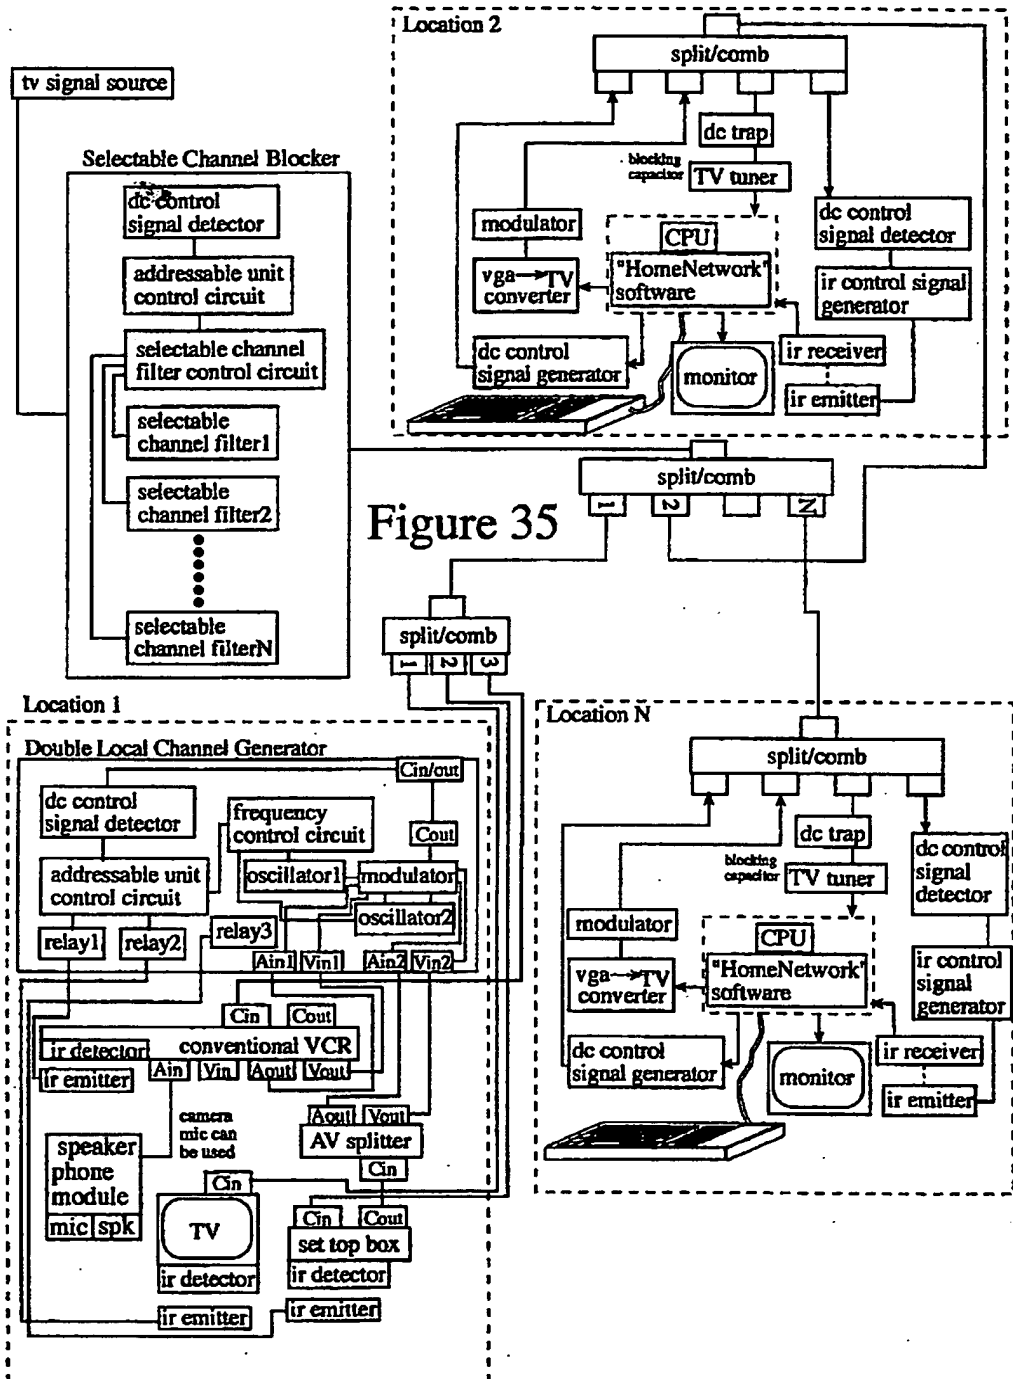 Location 2
split/comb
tv signal source
dc trap
Selectable Channel Blocker
blocking
capacitor
TV tuner
dc control
signal detector
modulator
CPU
dc control
signal detector
addressable unit
control circuit
vga→TV
converter
"HomeNetwork"
software
ir control signal
generator
selectable channel
filter control circuit
dc control
signal generator
monitor
ir receiver
ir emitter
selectable
channel filter1
split/comb
1
2
N
selectable
channel filter2
Figure 35
selectable
channel filterN
split/comb
1
2
3
Location 1
Location N
Double Local Channel Generator
split/comb
Cin/out
dc control
signal detector
frequency
control circuit
Cout
dc trap
dc control
signal
detector
blocking
capacitor
TV tuner
addressable unit
control circuit
oscillator1
modulator
oscillator2
relay1
relay2
relay3
Ain1
Vin1
Ain2
Vin2
modulator
CPU
vga→TV
converter
"HomeNetwork"
software
ir control
signal
generator
Cin
Cout
ir detector
conventional VCR
ir emitter
Ain
Vin
Aout
Vout
dc control
signal generator
monitor
ir receiver
ir emitter
camera
mic can
be used
Aout
Vout
AV splitter
Cin
speaker
phone
module
mic
spk
Cin
TV
ir detector
Cin
Cout
set top box
ir detector
ir emitter
ir emitter